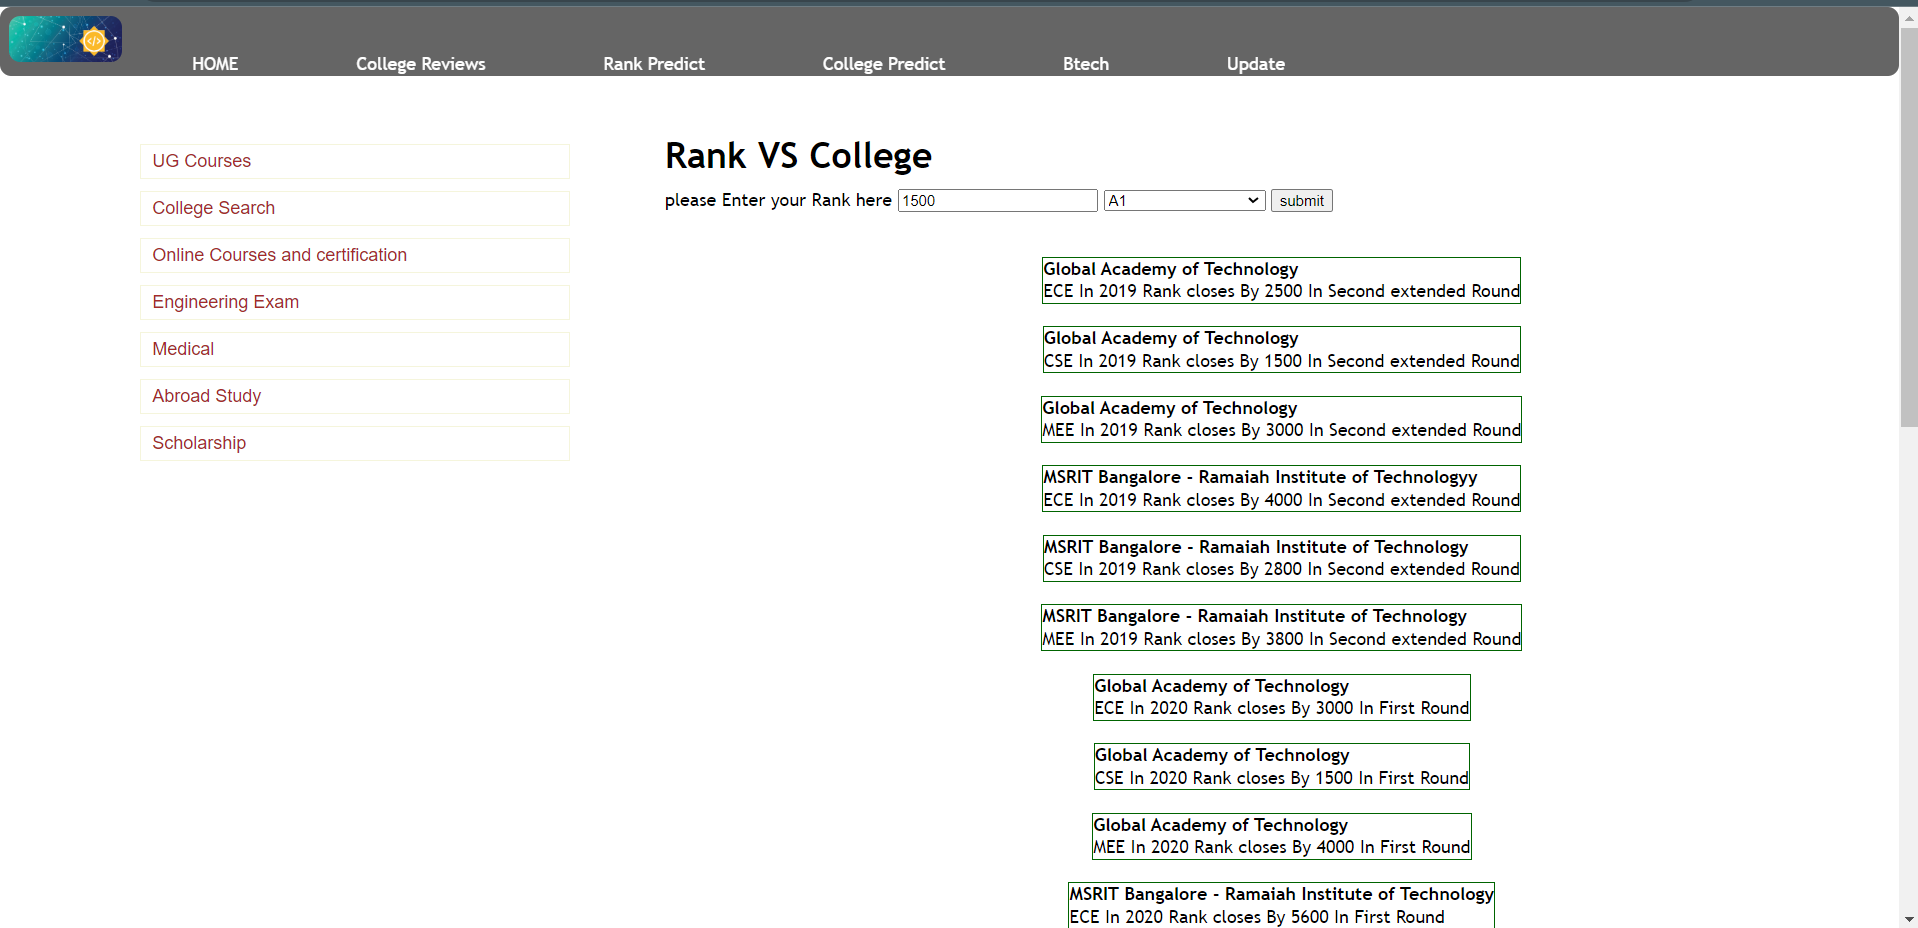 HOME College Reviews Rank Predict College Predict Btech Update
UG Courses
College Search
Online Courses and certification
Engineering Exam
Medical
Abroad Study
Scholarship
Rank VS College
please Enter your Rank here 1500 A1 submit
Global Academy of Technology
ECE In 2019 Rank closes By 2500 In Second extended Round
Global Academy of Technology
CSE In 2019 Rank closes By 1500 In Second extended Round
Global Academy of Technology
MEE In 2019 Rank closes By 3000 In Second extended Round
MSRIT Bangalore - Ramaiah Institute of Technologyy
ECE In 2019 Rank closes By 4000 In Second extended Round
MSRIT Bangalore - Ramaiah Institute of Technology
CSE In 2019 Rank closes By 2800 In Second extended Round
MSRIT Bangalore - Ramaiah Institute of Technology
MEE In 2019 Rank closes By 3800 In Second extended Round
Global Academy of Technology
ECE In 2020 Rank closes By 3000 In First Round
Global Academy of Technology
CSE In 2020 Rank closes By 1500 In First Round
Global Academy of Technology
MEE In 2020 Rank closes By 4000 In First Round
MSRIT Bangalore - Ramaiah Institute of Technology
ECE In 2020 Rank closes By 5600 In First Round